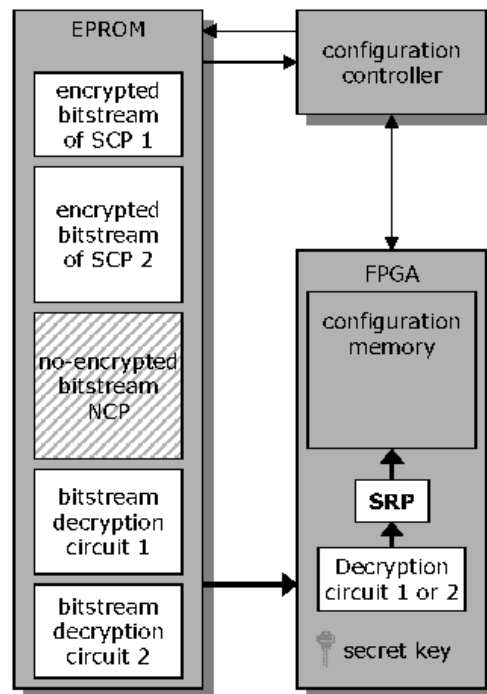 EPROM
encrypted
bitstream
of SCP 1
encrypted
bitstream
of SCP 2
no-encrypted
bitstream
NCP
bitstream
decryption
circuit 1
bitstream
decryption
circuit 2
configuration
controller
FPGA
configuration
memory
SRP
Decryption
circuit 1 or 2
secret key